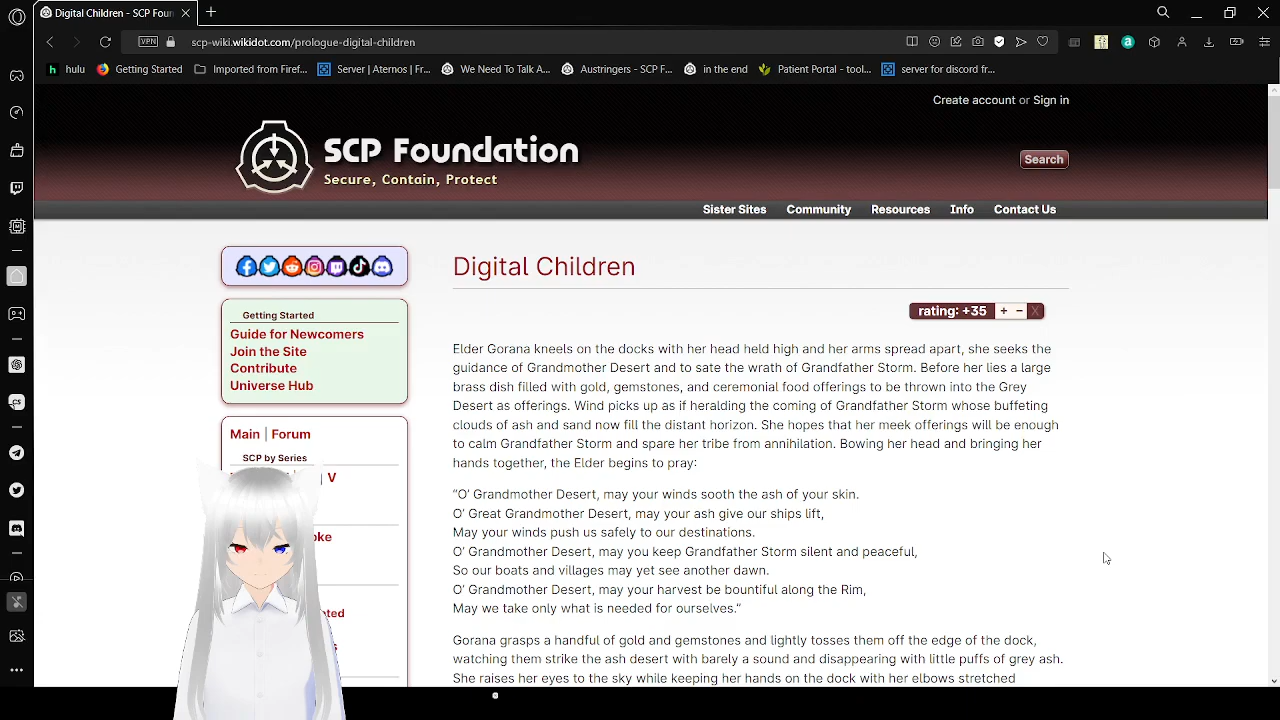 Digital Children - SCP Foun
VPN
scp-wiki.wikidot.com/prologue-digital-children
h hulu
Getting Started
Imported from Firef...
Server | Aternos | Fr...
We Need To Talk A...
Austringers - SCP F...
in the end
Patient Portal - tool...
server for discord fr...
Create account or Sign in
SCP Foundation
Secure, Contain, Protect
Search
Sister Sites Community Resources Info Contact Us
Getting Started
Guide for Newcomers
Join the Site
Contribute
Universe Hub
Main | Forum
SCP by Series
V
oke
ted
Digital Children
rating: +35 + – X
Elder Gorana kneels on the docks with her head held high and her arms spread apart, she seeks the
guidance of Grandmother Desert and to sate the wrath of Grandfather Storm. Before her lies a large
brass dish filled with gold, gemstones, and ceremonial food offerings to be thrown into the Grey
Desert as offerings. Wind picks up as if heralding the coming of Grandfather Storm whose buffeting
clouds of ash and sand now fill the distant horizon. She hopes that her meek offerings will be enough
to calm Grandfather Storm and spare her tribe from annihilation. Bowing her head and bringing her
hands together, the Elder begins to pray:
“O’ Grandmother Desert, may your winds sooth the ash of your skin.
O’ Great Grandmother Desert, may your ash give our ships lift,
May your winds push us safely to our destinations.
O’ Grandmother Desert, may you keep Grandfather Storm silent and peaceful,
So our boats and villages may yet see another dawn.
O’ Grandmother Desert, may your harvest be bountiful along the Rim,
May we take only what is needed for ourselves.”
Gorana grasps a handful of gold and gemstones and lightly tosses them off the edge of the dock,
watching them strike the ash desert with barely a sound and disappearing with little puffs of grey ash.
She raises her eyes to the sky while keeping her hands on the dock with her elbows stretched